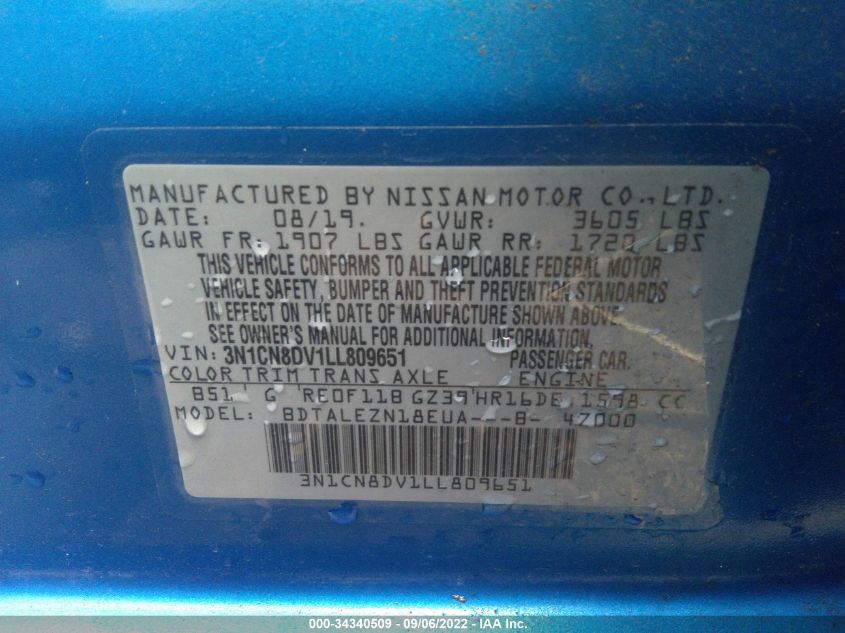 MANUFACTURED BY NISSAN MOTOR CO.,LTD.
DATE: 08/19. GVWR: 3605 LBS
GAWR FR: 1907 LBS GAWR RR: 1720 LBS
THIS VEHICLE CONFORMS TO ALL APPLICABLE FEDERAL MOTOR
VEHICLE SAFETY, BUMPER AND THEFT PREVENTION STANDARDS
IN EFFECT ON THE DATE OF MANUFACTURE SHOWN ABOVE.
SEE OWNER'S MANUAL FOR ADDITIONAL INFORMATION.
VIN: 3N1CN8DV1LL809651 PASSENGER CAR.
COLOR TRIM TRANS AXLE ENGINE
B51 G RE0F11B GZ39 HR16DE 1598 CC
MODEL: BDTALEZN18EUA---B- 4Z000
3N1CN8DV1LL809651
000-34340509 - 09/06/2022 - IAA Inc.